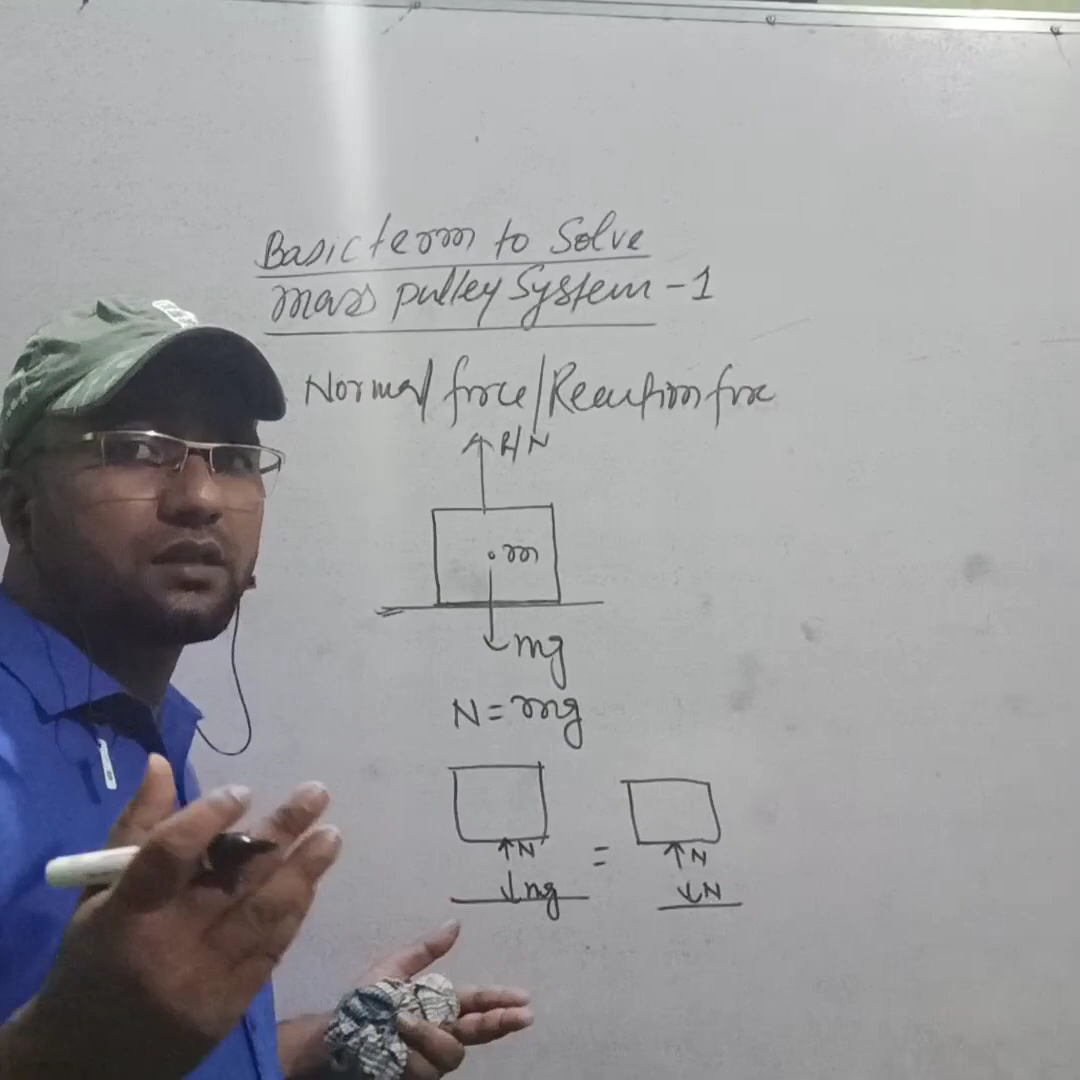 Basic term to Solve
mass pulley System - 1
Normal force/Reaction force
R/N
m
mg
N = mg
N
mg
=
N
N